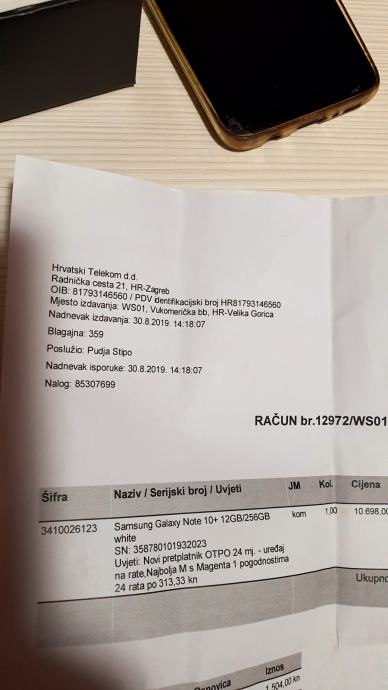 Hrvatski Telekom d.d.
Radnička cesta 21, HR-Zagreb
OIB: 81793146560 / PDV identifikacijski broj HR81793146560
Mjesto izdavanja: WS01, Vukomerička bb, HR-Velika Gorica
Nadnevak izdavanja: 30.8.2019. 14:18:07
Blagajna: 359
Poslužio: Pudja Stipo
Nadnevak isporuke: 30.8.2019. 14:18:07
Nalog: 85307699
RAČUN br.12972/WS01
Šifra Naziv / Serijski broj / Uvjeti JM Kol. Cijena
3410026123 Samsung Galaxy Note 10+ 12GB/256GB kom 1,00 10.698,00
white
SN: 358780101932023
Uvjeti: Novi pretplatnik OTPO 24 mj. - uređaj
na rate,Najbolja M s Magenta 1 pogodnostima
24 rata po 313,33 kn
Ukupno
Iznos
1.504,00 kn